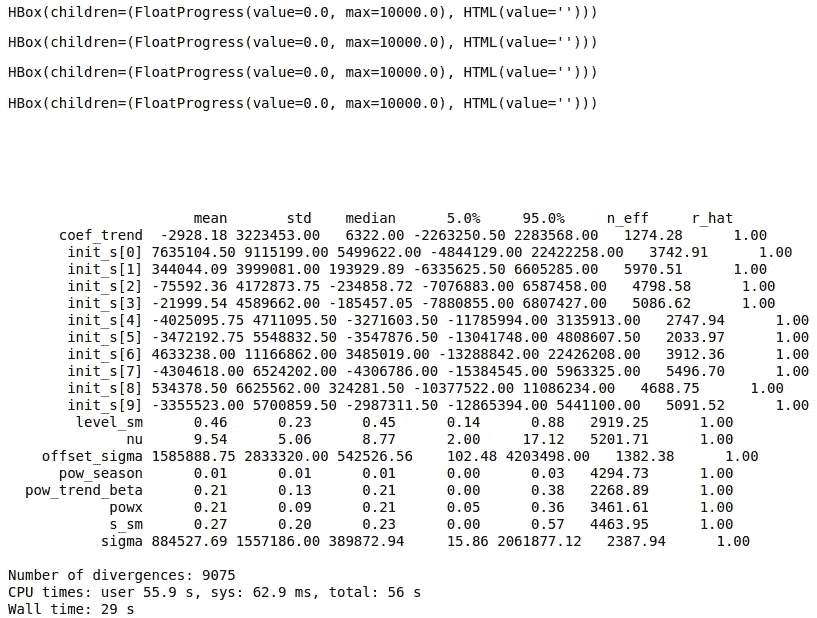 HBox(children=(FloatProgress(value=0.0, max=10000.0), HTML(value='')))
HBox(children=(FloatProgress(value=0.0, max=10000.0), HTML(value='')))
HBox(children=(FloatProgress(value=0.0, max=10000.0), HTML(value='')))
HBox(children=(FloatProgress(value=0.0, max=10000.0), HTML(value='')))
mean std median 5.0% 95.0% n_eff r_hat
coef_trend -2928.18 3223453.00 6322.00 -2263250.50 2283568.00 1274.28 1.00
init_s[0] 7635104.50 9115199.00 5499622.00 -4844129.00 22422258.00 3742.91 1.00
init_s[1] 344044.09 3999081.00 193929.89 -6335625.50 6605285.00 5970.51 1.00
init_s[2] -75592.36 4172873.75 -234858.72 -7076883.00 6587458.00 4798.58 1.00
init_s[3] -21999.54 4589662.00 -185457.05 -7880855.00 6807427.00 5086.62 1.00
init_s[4] -4025095.75 4711095.50 -3271603.50 -11785994.00 3135913.00 2747.94 1.00
init_s[5] -3472192.75 5548832.50 -3547876.50 -13041748.00 4808607.50 2033.97 1.00
init_s[6] 4633238.00 11166862.00 3485019.00 -13288842.00 22426208.00 3912.36 1.00
init_s[7] -4304618.00 6524202.00 -4306786.00 -15384545.00 5963325.00 5496.70 1.00
init_s[8] 534378.50 6625562.00 324281.50 -10377522.00 11086234.00 4688.75 1.00
init_s[9] -3355523.00 5700859.50 -2987311.50 -12865394.00 5441100.00 5091.52 1.00
level_sm 0.46 0.23 0.45 0.14 0.88 2919.25 1.00
nu 9.54 5.06 8.77 2.00 17.12 5201.71 1.00
offset_sigma 1585888.75 2833320.00 542526.56 102.48 4203498.00 1382.38 1.00
pow_season 0.01 0.01 0.01 0.00 0.03 4294.73 1.00
pow_trend_beta 0.21 0.13 0.21 0.00 0.38 2268.89 1.00
powx 0.21 0.09 0.21 0.05 0.36 3461.61 1.00
s_sm 0.27 0.20 0.23 0.00 0.57 4463.95 1.00
sigma 884527.69 1557186.00 389872.94 15.86 2061877.12 2387.94 1.00
Number of divergences: 9075
CPU times: user 55.9 s, sys: 62.9 ms, total: 56 s
Wall time: 29 s